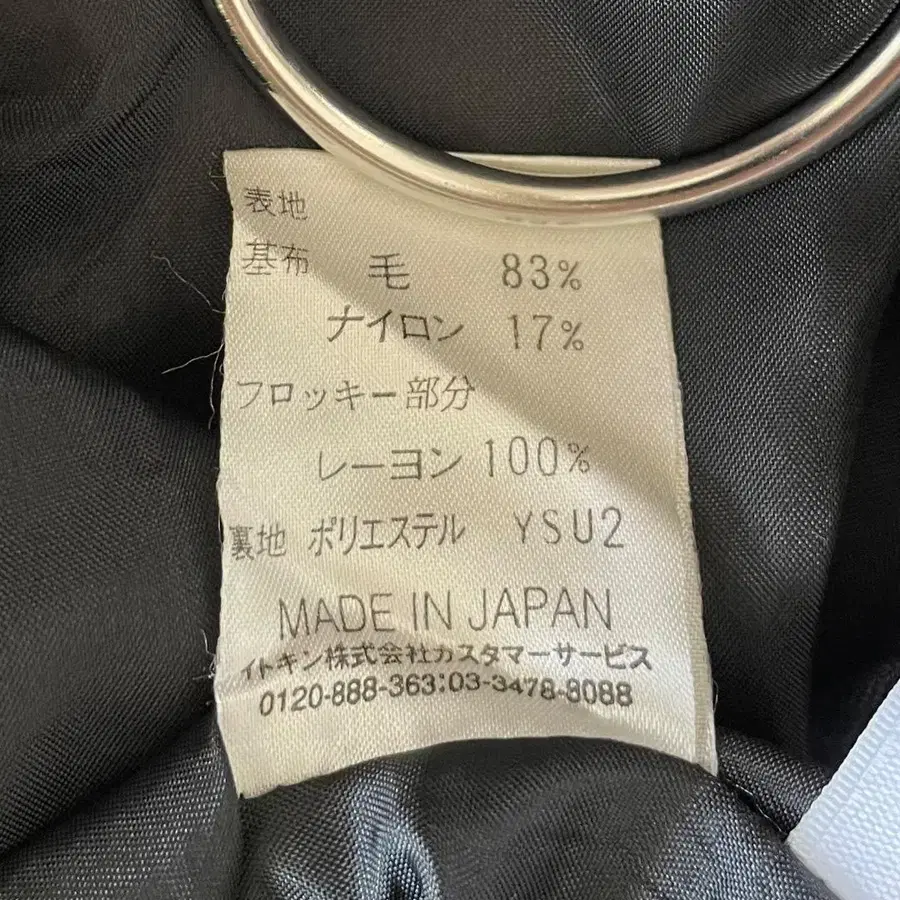 表地
基布 毛 83%
ナイロン 17%
フロッキー部分
レーヨン 100%
裏地 ポリエステル YSU2
MADE IN JAPAN
イトキン株式会社カスタマーサービス
0120-888-363:03-3478-8088